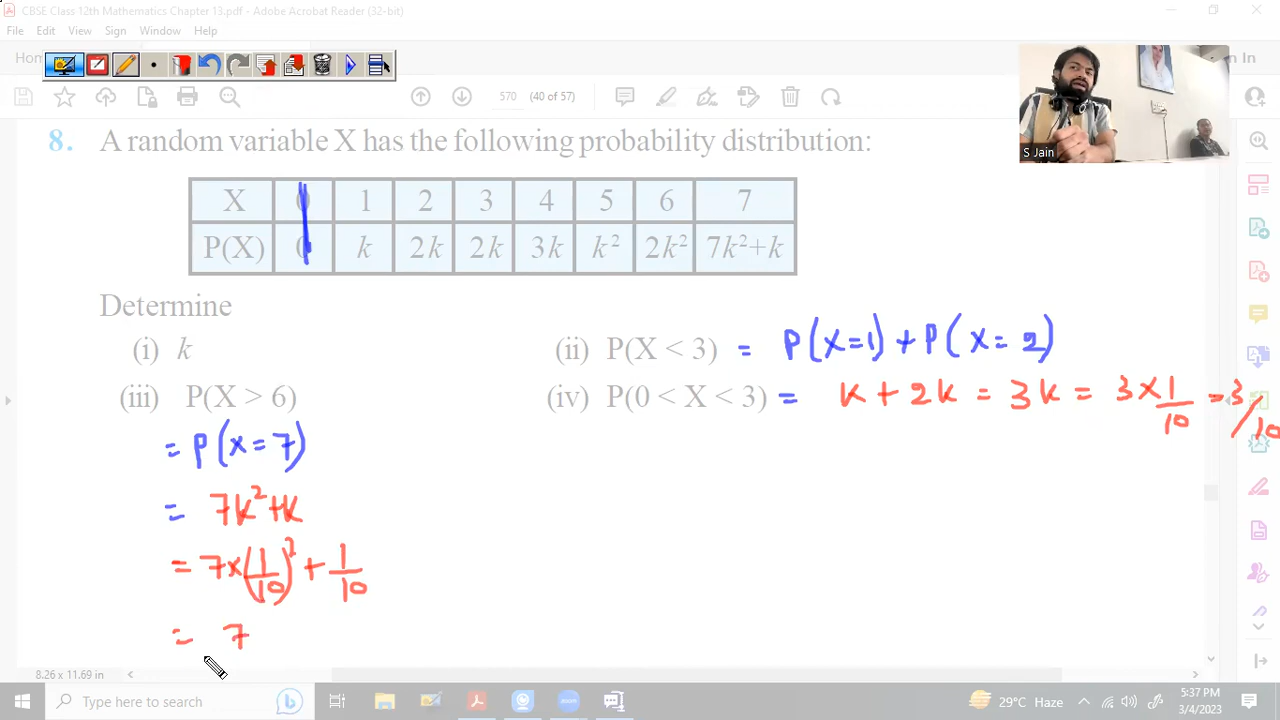 CBSE Class 12th Mathematics Chapter 13.pdf - Adobe Acrobat Reader (32-bit)
File Edit View Sign Window Help
570 (40 of 57)
S Jain
8. A random variable X has the following probability distribution:
X 0 1 2 3 4 5 6 7
P(X) 0 k 2k 2k 3k k² 2k² 7k²+k
Determine
(i) k (ii) P(X < 3) = P(X=1) + P(X=2)
(iii) P(X > 6) (iv) P(0 < X < 3) = k + 2k = 3k = 3×1/10 = 3/10
= P(X=7)
= 7k²+k
= 7×(1/10)² + 1/10
= 7
8.26 x 11.69 in
Type here to search
29°C Haze
5:37 PM
3/4/2023